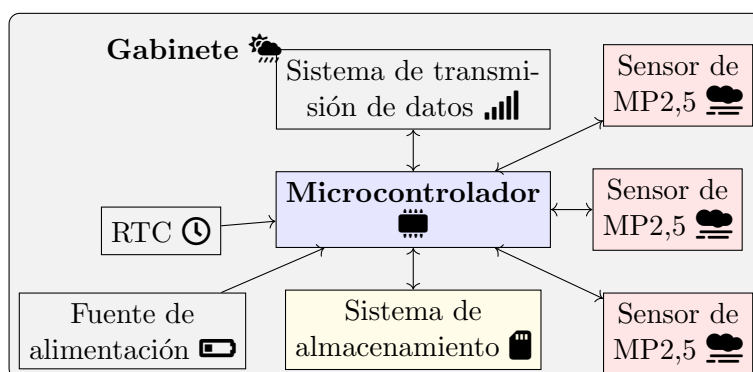 Gabinete
Sistema de transmi-
sión de datos
Sensor de
MP2,5
Microcontrolador
RTC
Sensor de
MP2,5
Fuente de
alimentación
Sistema de
almacenamiento
Sensor de
MP2,5